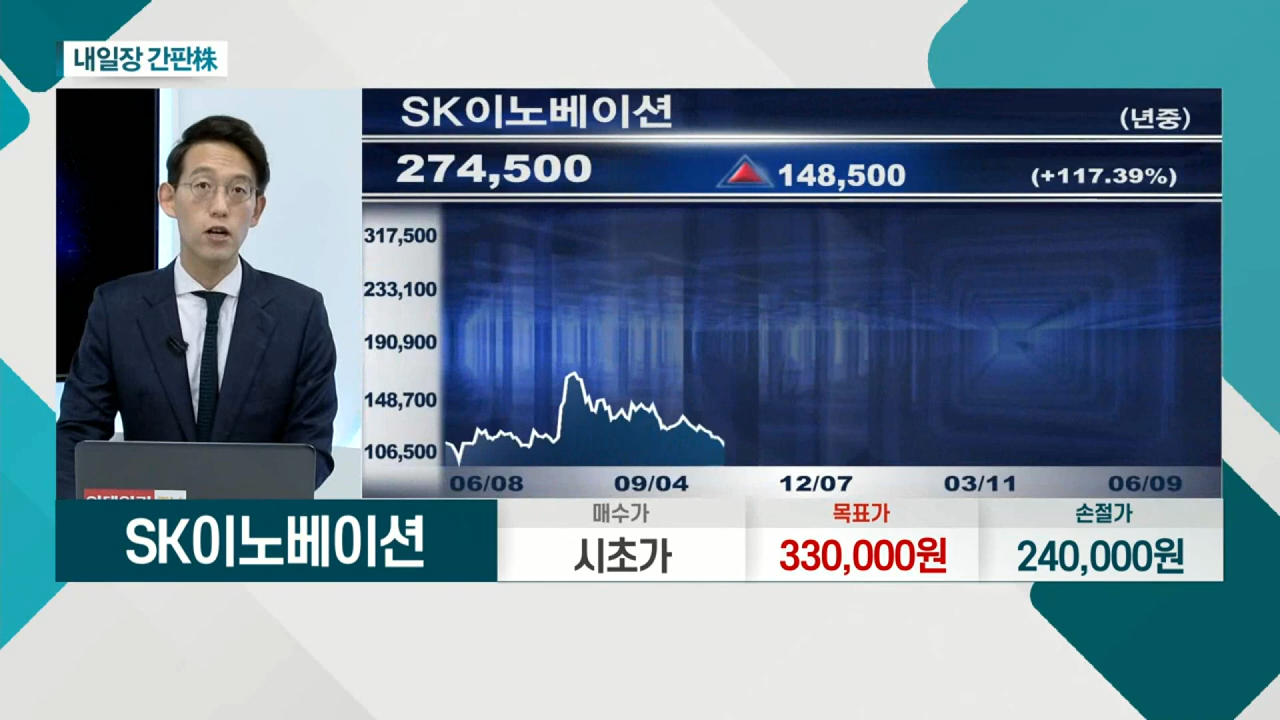 내일장 간판株
SK이노베이션
(년중)
274,500
148,500
(+117.39%)
317,500
233,100
190,900
148,700
106,500
06/08
09/04
12/07
03/11
06/09
SK이노베이션
매수가
시초가
목표가
330,000원
손절가
240,000원